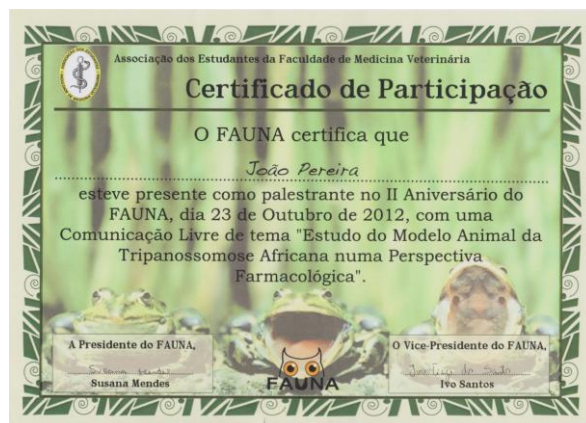 Associação dos Estudantes da Faculdade de Medicina Veterinária
Certificado de Participação
O FAUNA certifica que
João Pereira
esteve presente como palestrante no II Aniversário do
FAUNA, dia 23 de Outubro de 2012, com uma
Comunicação Livre de tema "Estudo do Modelo Animal da
Tripanossomose Africana numa Perspectiva
Farmacológica".
A Presidente do FAUNA,
Susana Mendes
Susana Mendes
O Vice-Presidente do FAUNA,
Ivo Santos
FAUNA